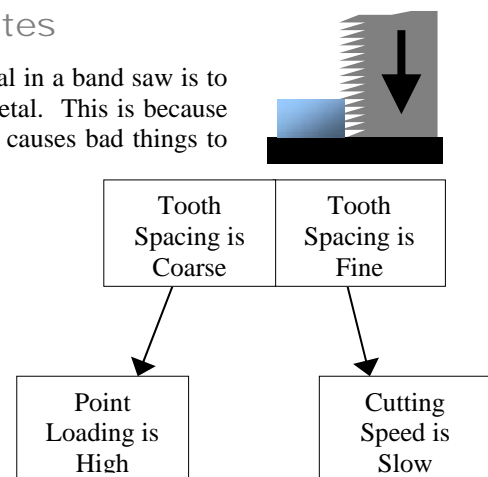 tes
al in a band saw is to
etal. This is because
causes bad things to
Tooth
Spacing is
Coarse
Tooth
Spacing is
Fine
Point
Loading is
High
Cutting
Speed is
Slow